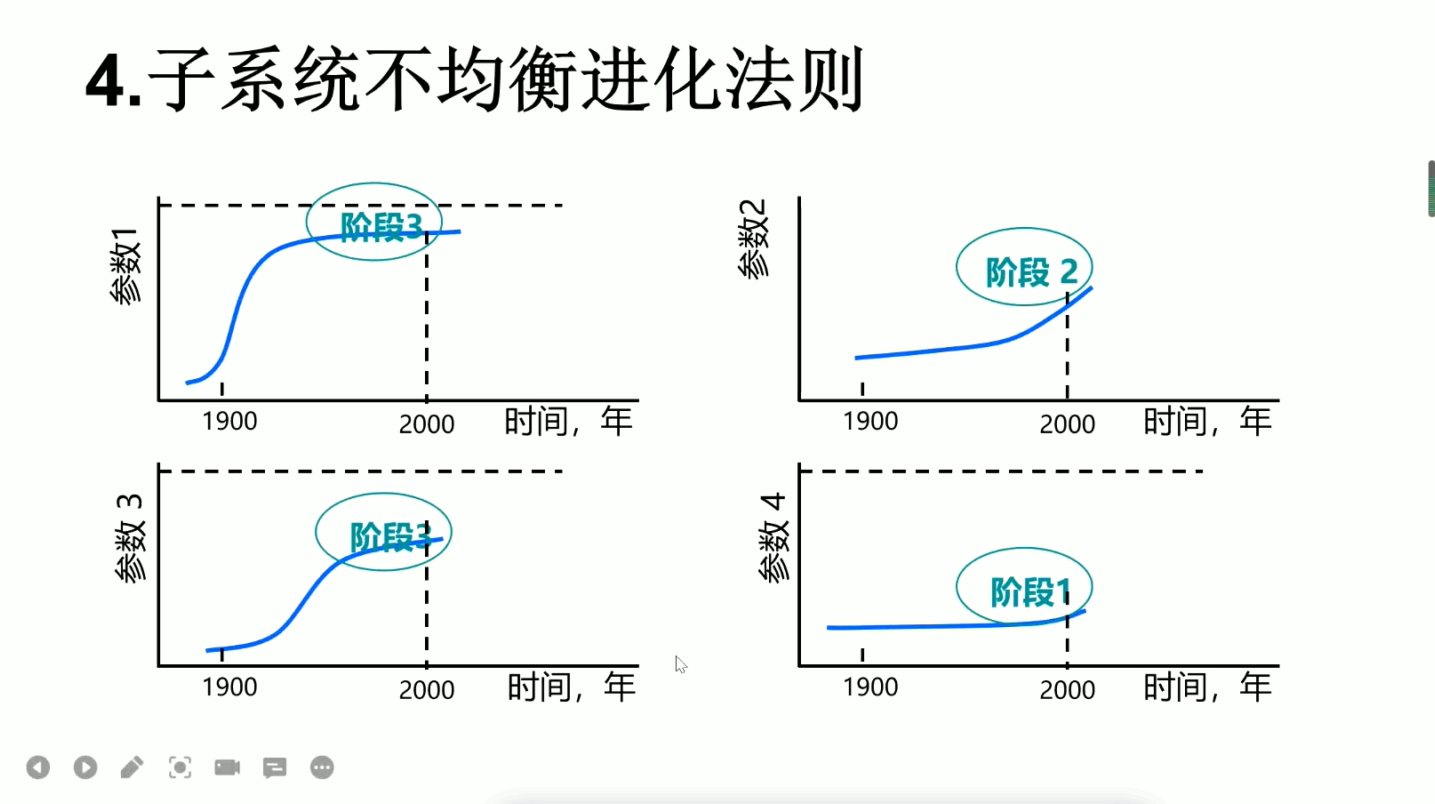 4.子系统不均衡进化法则
参数1
阶段3
1900
2000
时间，年
参数2
阶段 2
1900
2000
时间，年
参数 3
阶段3
1900
2000
时间，年
参数 4
阶段1
1900
2000
时间，年